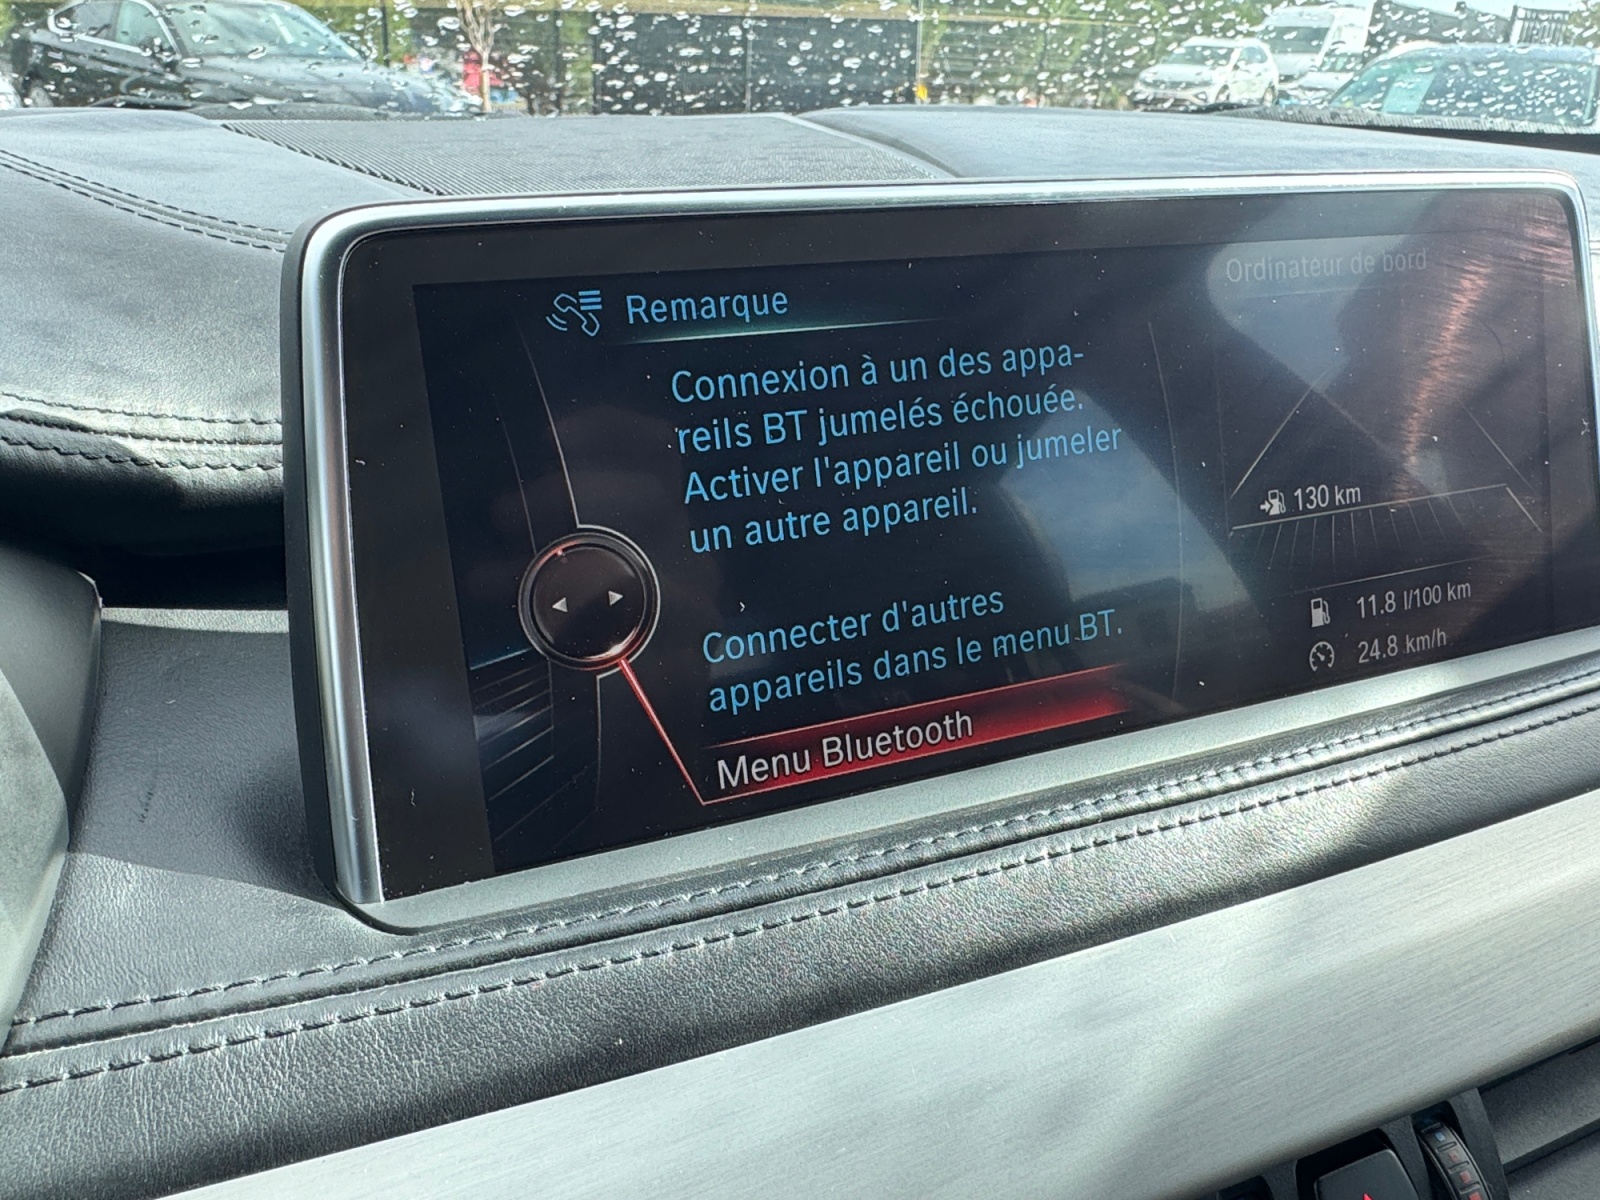 Remarque
Connexion à un des appa-
reils BT jumelés échouée.
Activer l'appareil ou jumeler
un autre appareil.
Connecter d'autres
appareils dans le menu BT.
Menu Bluetooth
Ordinateur de bord
130 km
11.8 l/100 km
24.8 km/h